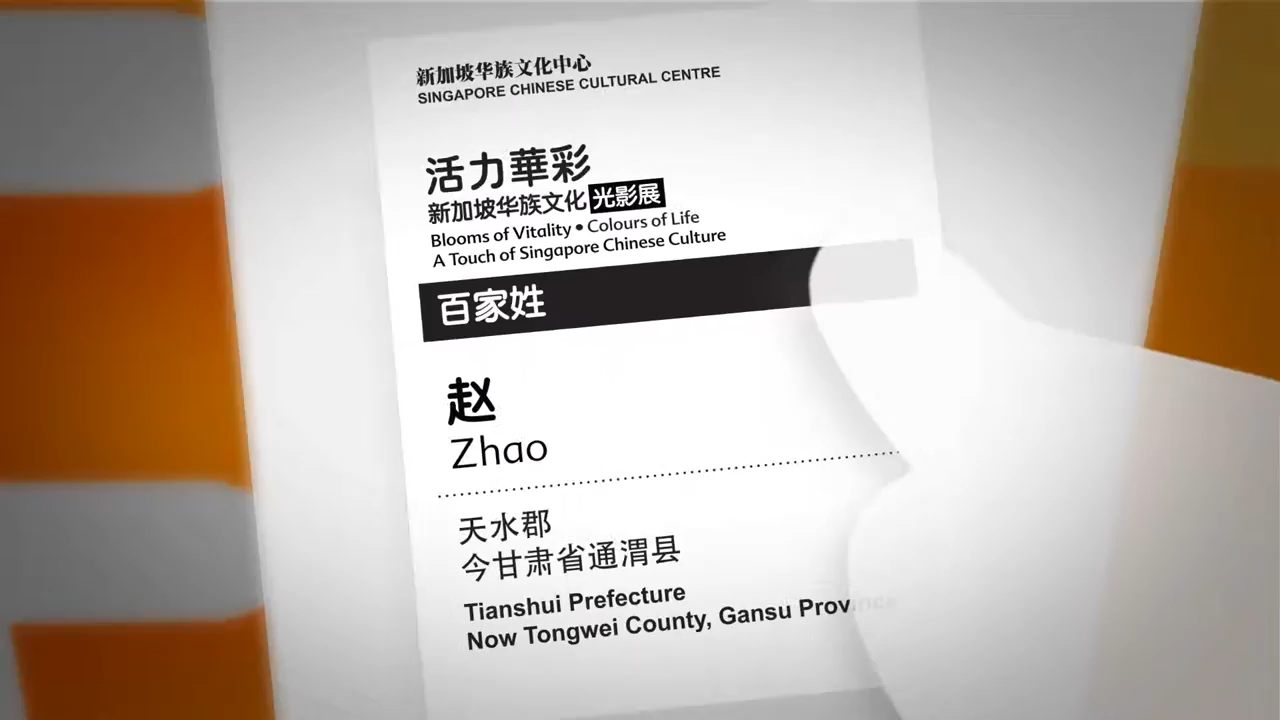 新加坡华族文化中心
SINGAPORE CHINESE CULTURAL CENTRE
活力華彩
新加坡华族文化光影展
Blooms of Vitality • Colours of Life
A Touch of Singapore Chinese Culture
百家姓
赵
Zhao
天水郡
今甘肃省通渭县
Tianshui Prefecture
Now Tongwei County, Gansu Province